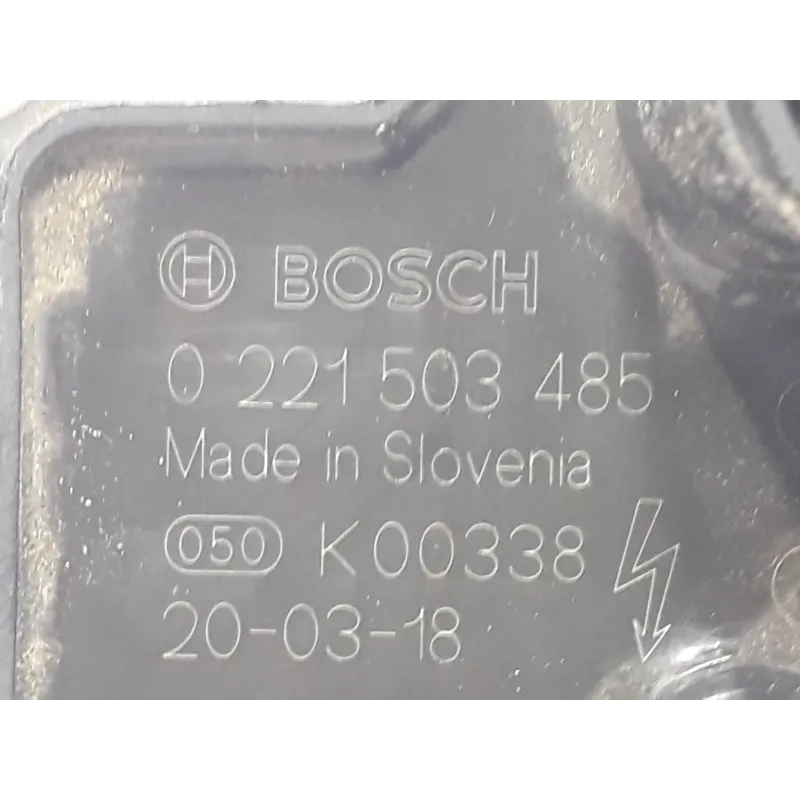 BOSCH
0 221 503 485
Made in Slovenia
050 K00338
20-03-18